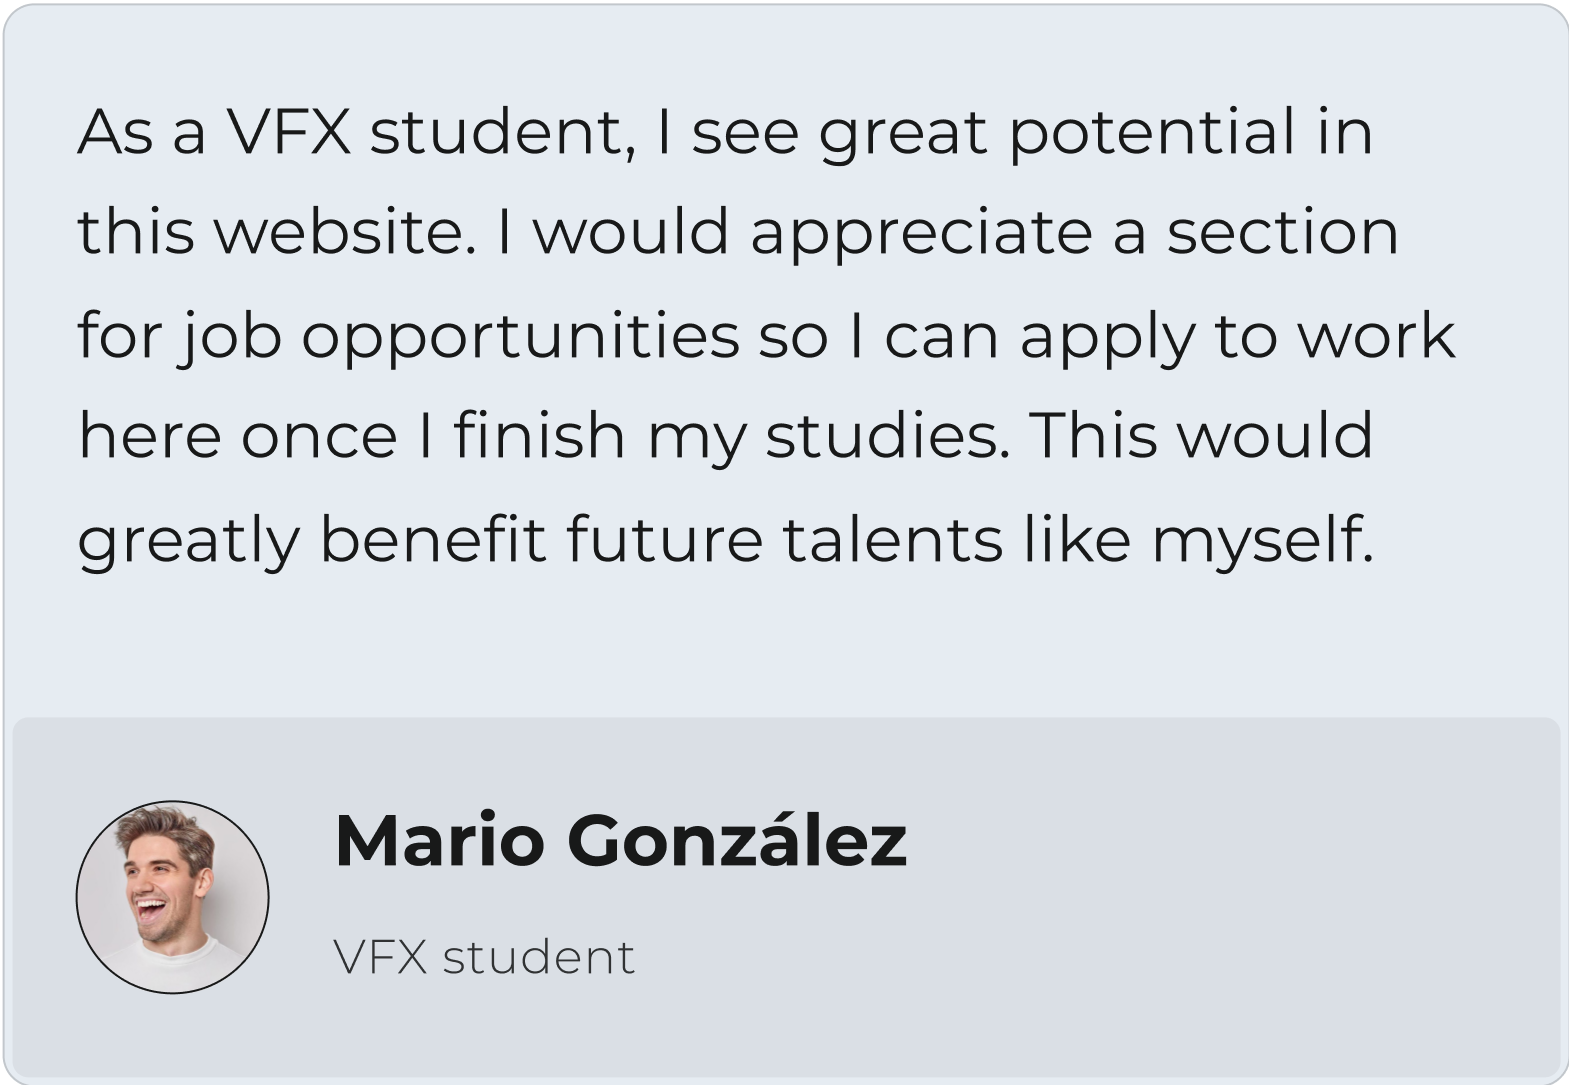 As a VFX student, I see great potential in
this website. I would appreciate a section
for job opportunities so I can apply to work
here once I finish my studies. This would
greatly benefit future talents like myself.
Mario González
VFX student